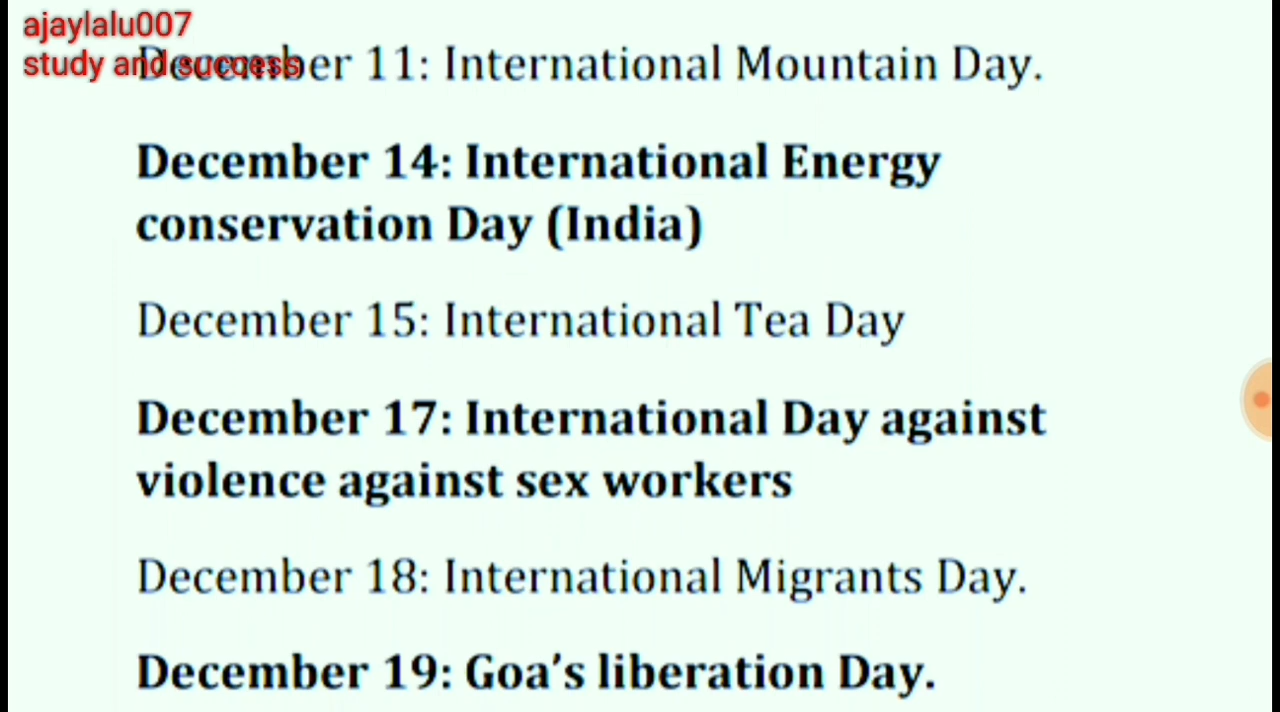 ajaylalu007
study and success
December 11: International Mountain Day.
December 14: International Energy
conservation Day (India)
December 15: International Tea Day
December 17: International Day against
violence against sex workers
December 18: International Migrants Day.
December 19: Goa’s liberation Day.